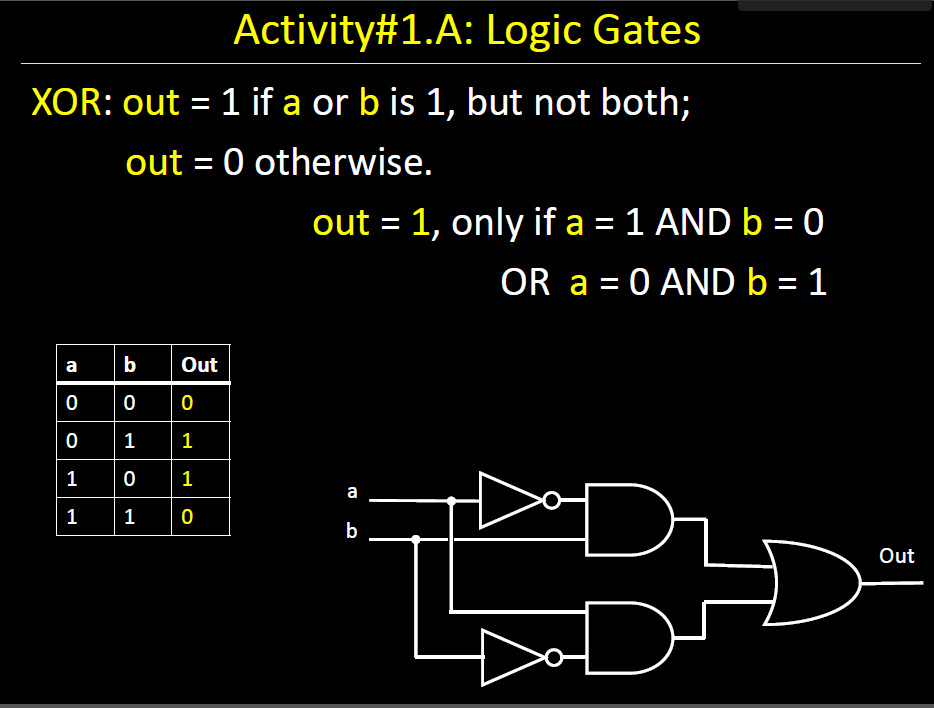 Activity#1.A: Logic Gates
XOR: out = 1 if a or b is 1, but not both;
out = 0 otherwise.
out = 1, only if a = 1 AND b = 0
OR a = 0 AND b = 1
a b Out
0 0 0
0 1 1
1 0 1
1 1 0
a
b
Out